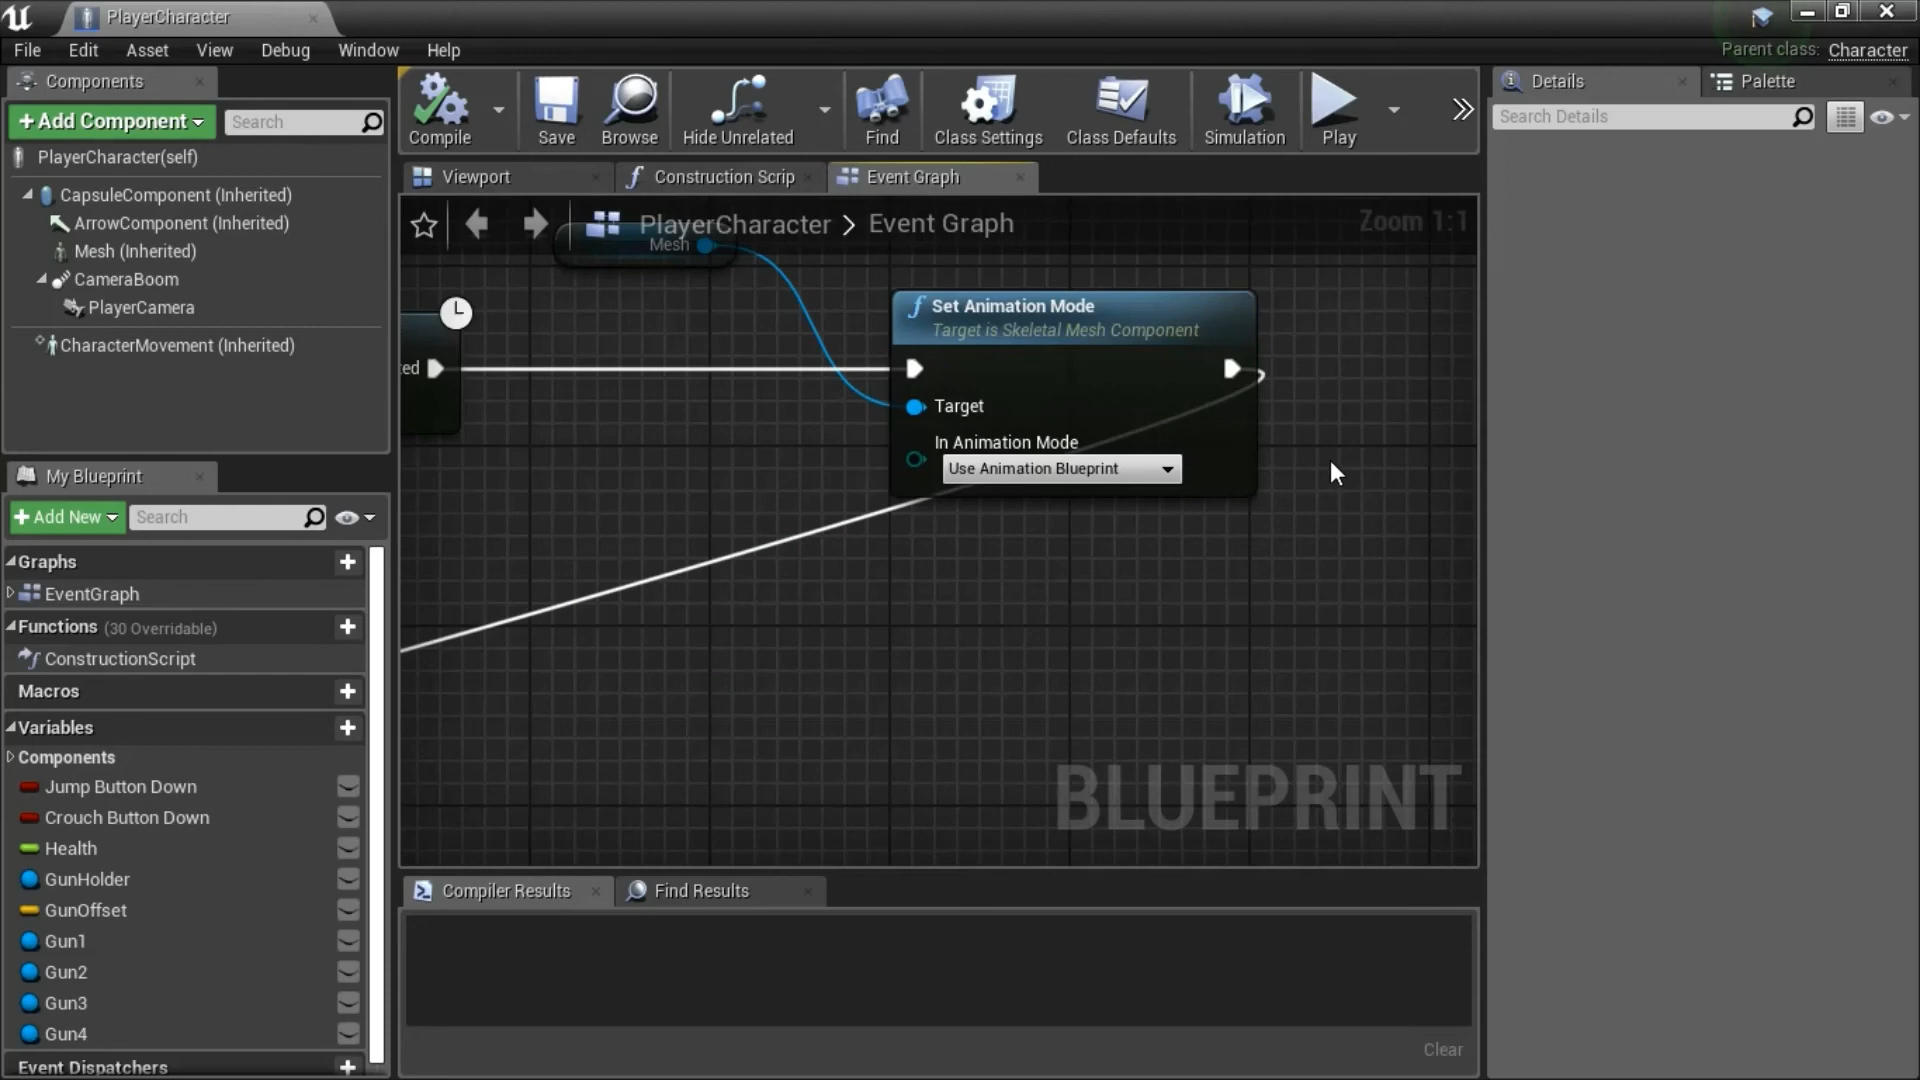 PlayerCharacter
File Edit Asset View Debug Window Help
Parent class: Character
Components
Add Component
Search
PlayerCharacter(self)
CapsuleComponent (Inherited)
ArrowComponent (Inherited)
Mesh (Inherited)
CameraBoom
PlayerCamera
CharacterMovement (Inherited)
My Blueprint
Add New
Search
Graphs
EventGraph
Functions (30 Overridable)
ConstructionScript
Macros
Variables
Components
Jump Button Down
Crouch Button Down
Health
GunHolder
GunOffset
Gun1
Gun2
Gun3
Gun4
Event Dispatchers
Compile Save Browse Hide Unrelated Find Class Settings Class Defaults Simulation Play
Viewport Construction Scrip Event Graph
PlayerCharacter > Event Graph
Zoom 1:1
Mesh
Set Animation Mode
Target is Skeletal Mesh Component
ed
Target
In Animation Mode
Use Animation Blueprint
BLUEPRINT
Compiler Results Find Results
Clear
Details Palette
Search Details